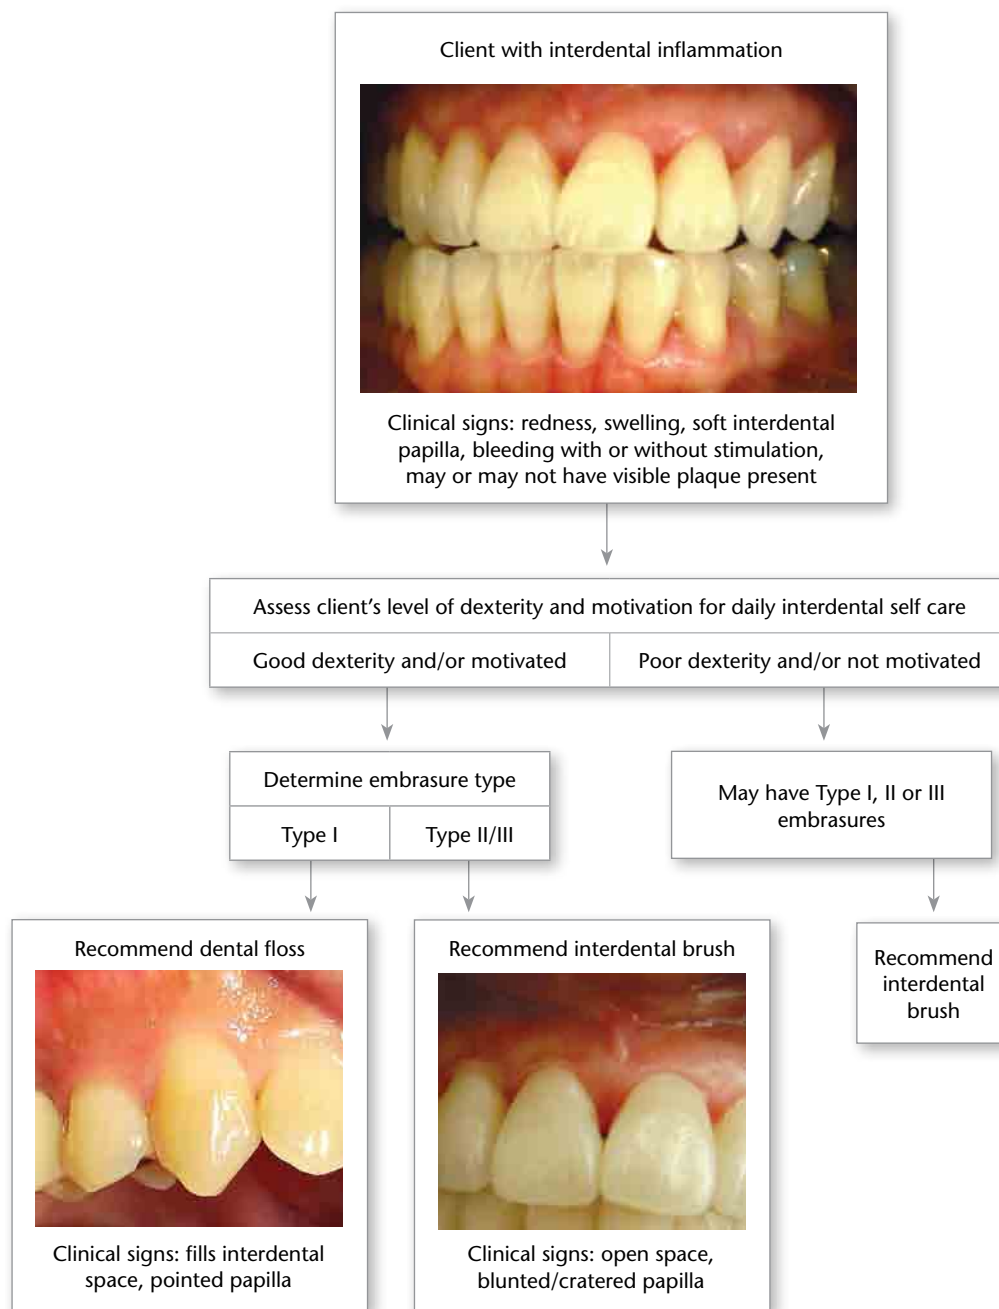 Client with interdental inflammation
Clinical signs: redness, swelling, soft interdental
papilla, bleeding with or without stimulation,
may or may not have visible plaque present
Assess client’s level of dexterity and motivation for daily interdental self care
Good dexterity and/or motivated
Poor dexterity and/or not motivated
Determine embrasure type
Type I
Type II/III
May have Type I, II or III
embrasures
Recommend dental floss
Clinical signs: fills interdental
space, pointed papilla
Recommend interdental brush
Clinical signs: open space,
blunted/cratered papilla
Recommend
interdental
brush